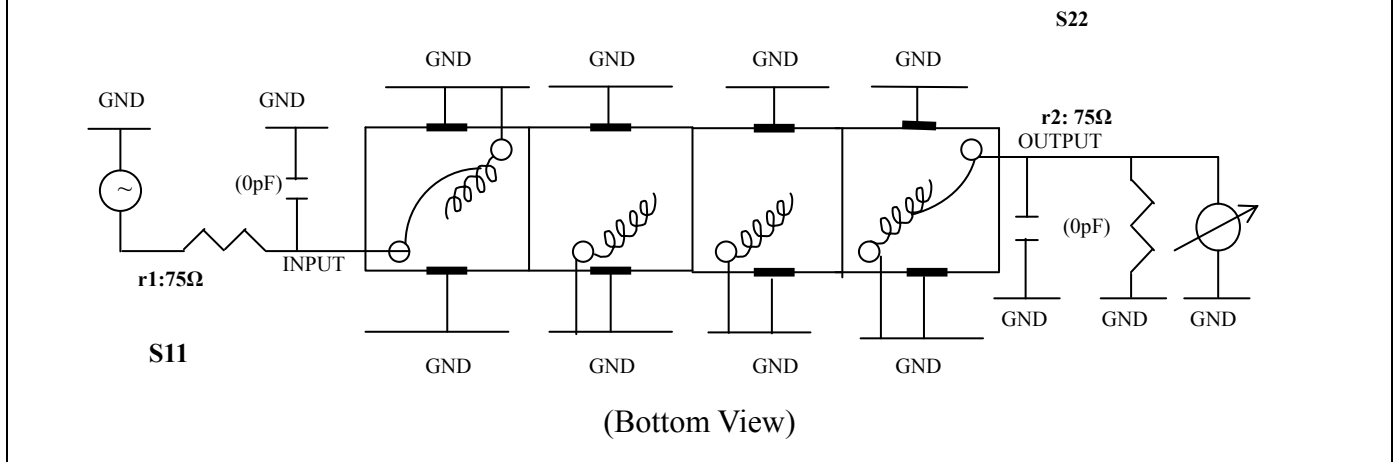 S22
GND GND GND GND
GND GND
r2: 75Ω
OUTPUT
(0pF)
~
(0pF)
INPUT
r1:75Ω
GND GND GND
S11
GND GND GND GND
(Bottom View)